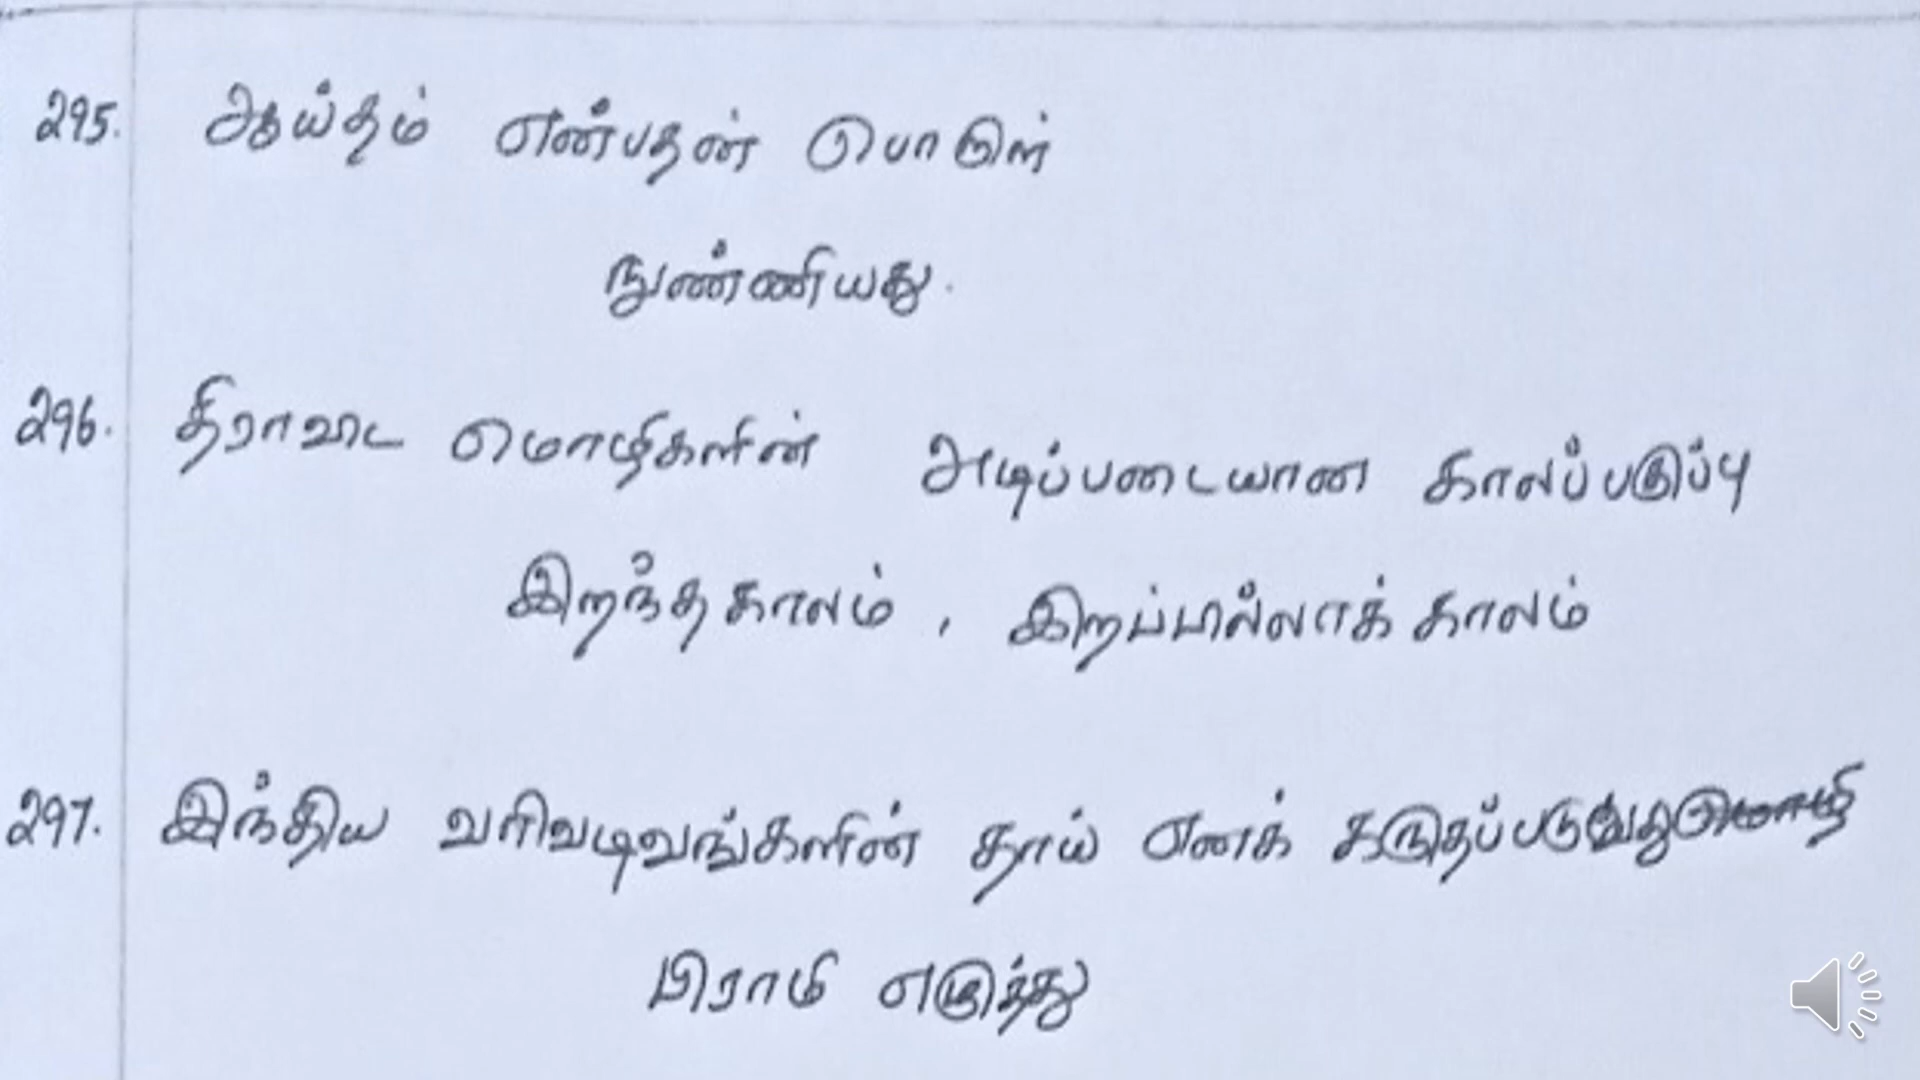 295. ஆய்தம் என்பதன் பொருள்
நுண்ணியது.
296. திராவிட மொழிகளின் அடிப்படையான காலப்பகுப்பு
இறந்தகாலம், இறப்பில்லாக் காலம்
297. இந்திய வரிவடிவங்களின் தாய் எனக் கருதப்படுவது
பிராமி எழுத்து